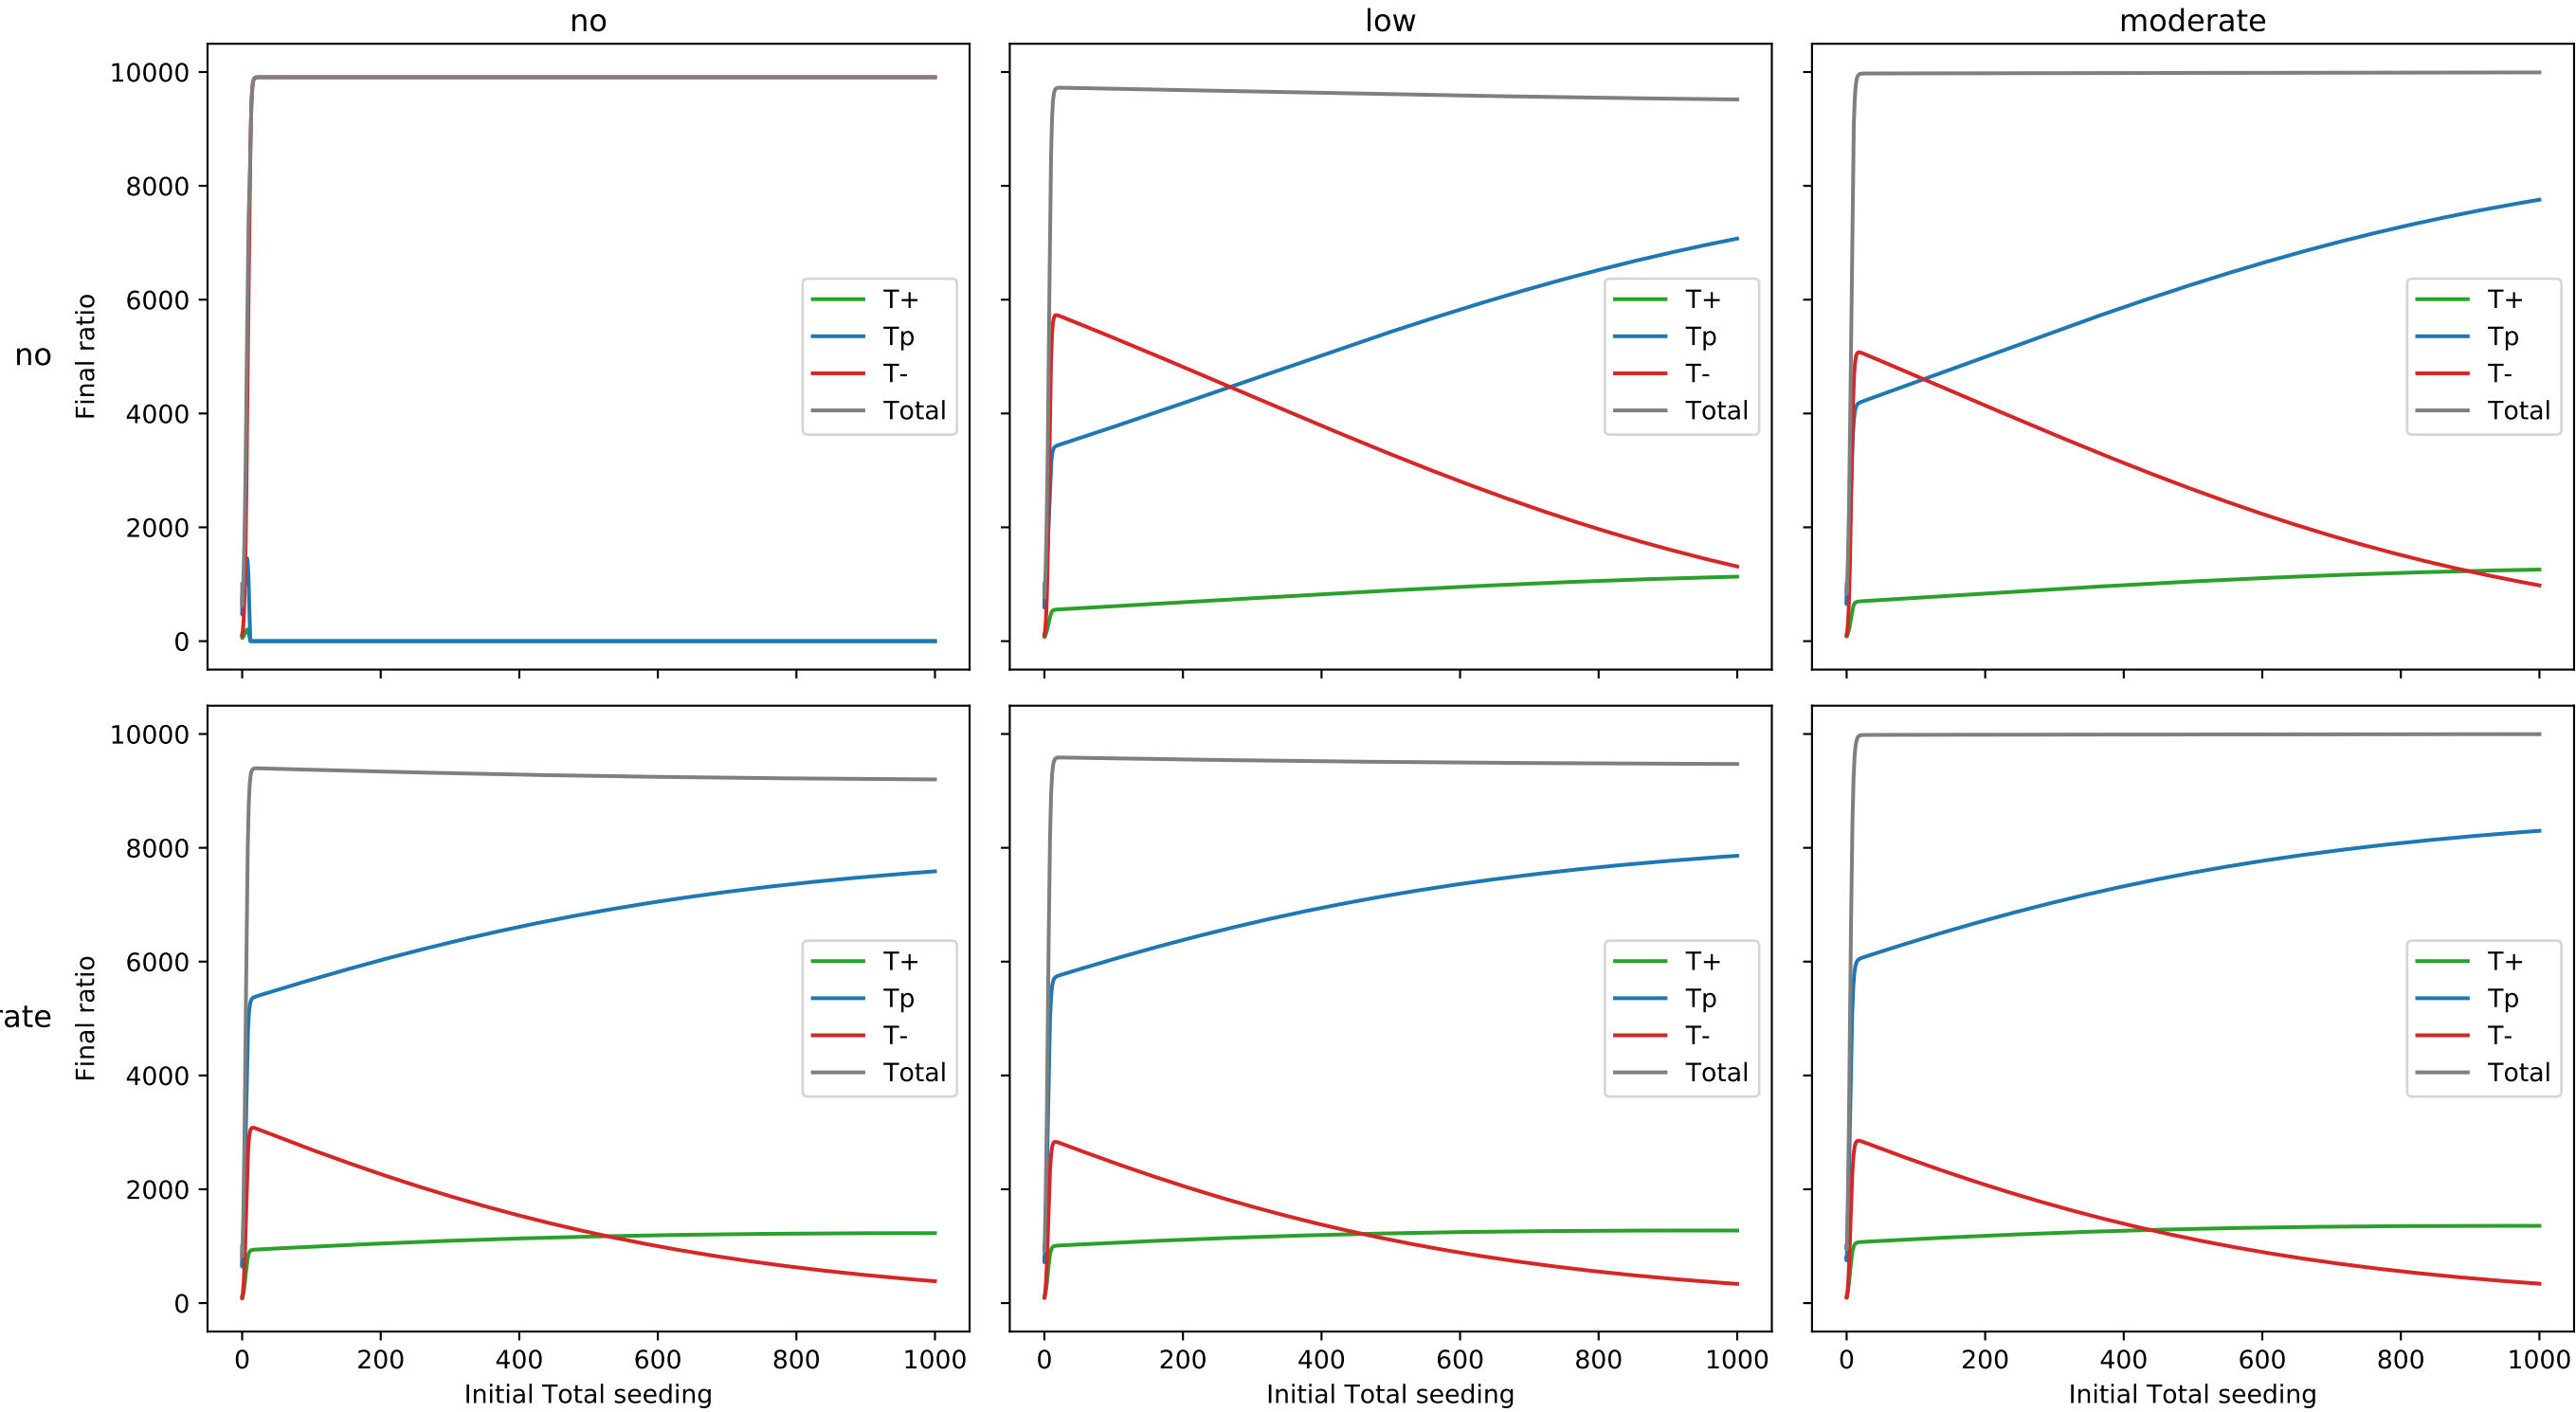 no low moderate
10000
8000
6000
4000
2000
0
Final ratio
no
T+
Tp
T-
Total
T+
Tp
T-
Total
T+
Tp
T-
Total
10000
8000
6000
4000
2000
0
Final ratio
rate
T+
Tp
T-
Total
T+
Tp
T-
Total
T+
Tp
T-
Total
0 200 400 600 800 1000
0 200 400 600 800 1000
0 200 400 600 800 1000
Initial Total seeding
Initial Total seeding
Initial Total seeding